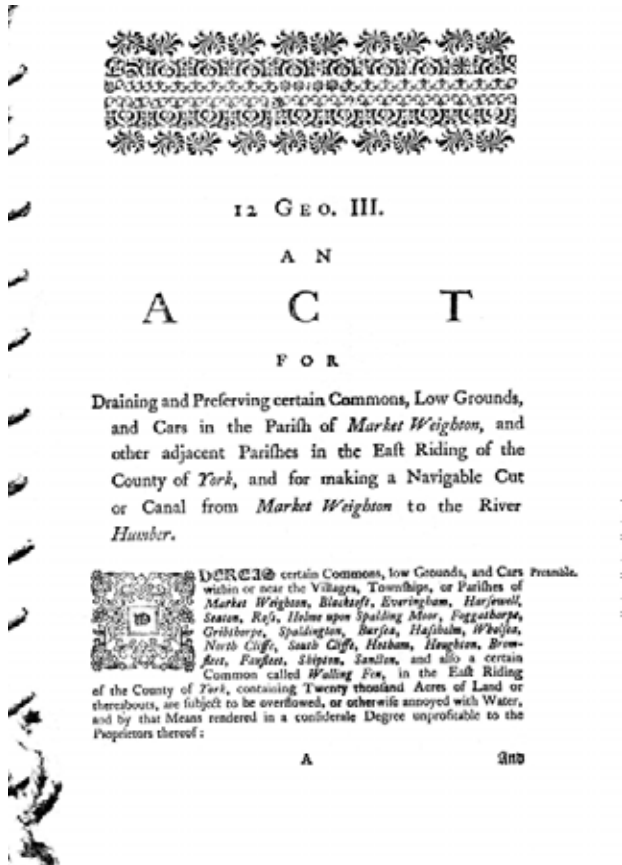 12 GEO. III.
AN
ACT
FOR
Draining and Preſerving certain Commons, Low Grounds,
and Cars in the Pariſh of Market Weighton, and
other adjacent Pariſhes in the Eaſt Riding of the
County of York, and for making a Navigable Cut
or Canal from Market Weighton to the River
Humber.
WHEREAS certain Commons, low Grounds, and Cars Preamble.
within or near the Villages, Townſhips, or Pariſhes of
Market Weighton, Blacktoft, Everingham, Harſewell,
Seaton, Roſs, Holme upon Spalding Moor, Foggathorpe,
Gribthorpe, Spaldington, Burſea, Haſholm, Wholſea,
North Cliffe, South Cliffe, Hotham, Houghton, Brom-
fleet, Faxfleet, Shipton, Sancton, and alſo a certain
Common called Walling Fen, in the Eaſt Riding
of the County of York, containing Twenty thouſand Acres of Land or
thereabouts, are ſubject to be overflowed, or otherwiſe annoyed with Water,
and by that Means rendered in a conſiderale Degree unprofitable to the
Proprietors thereof:
A And